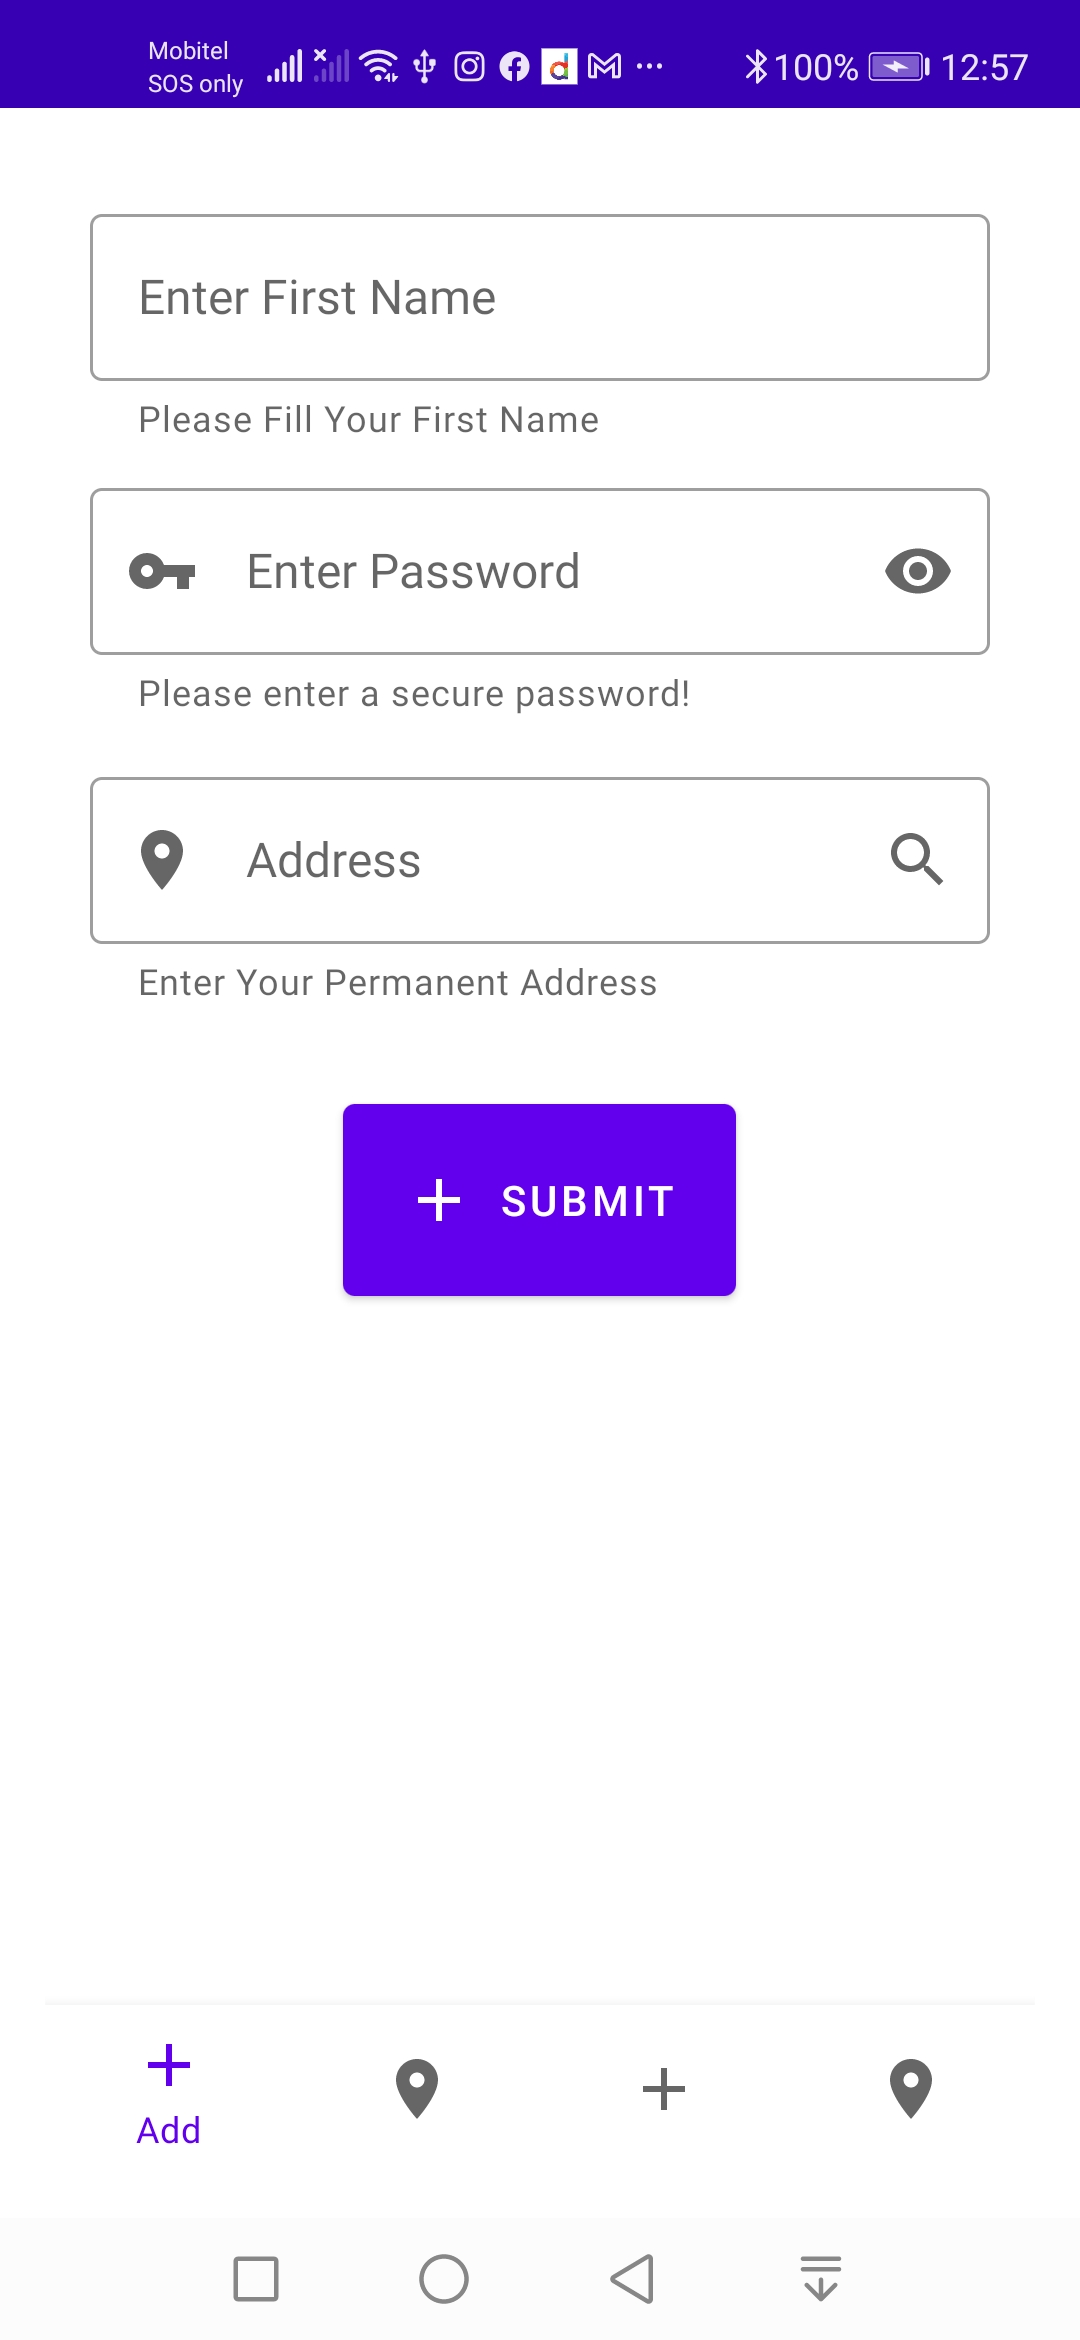 Mobitel
SOS only
100% 12:57
Enter First Name
Please Fill Your First Name
Enter Password
Please enter a secure password!
Address
Enter Your Permanent Address
SUBMIT
Add